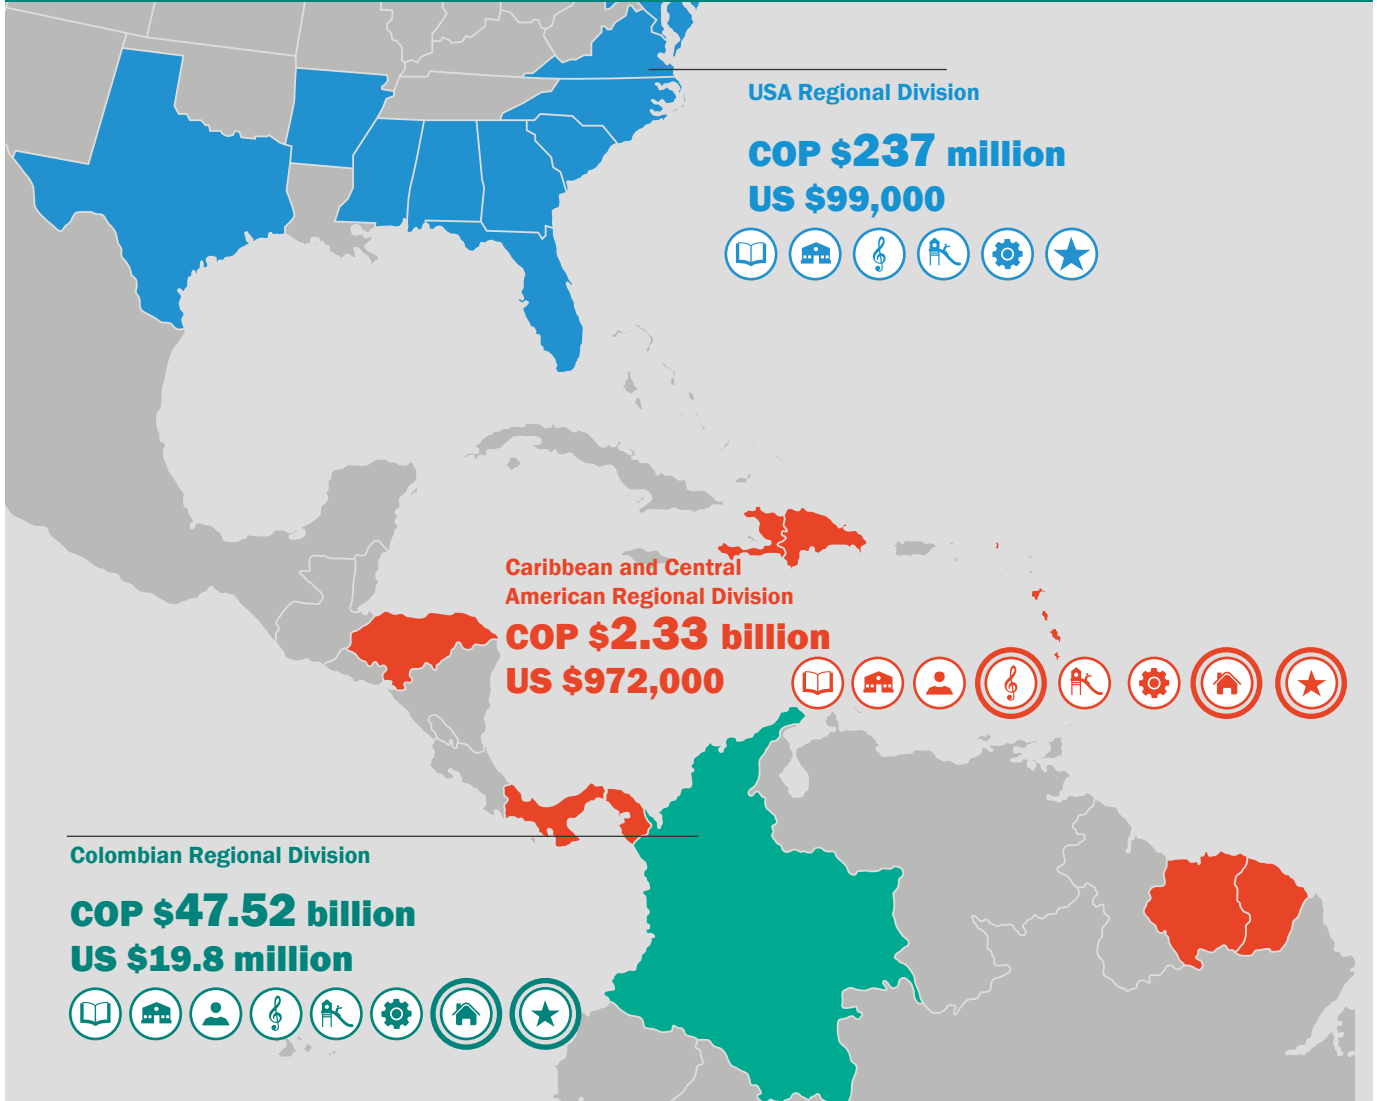 USA Regional Division
COP $237 million
US $99,000
Caribbean and Central
American Regional Division
COP $2.33 billion
US $972,000
Colombian Regional Division
COP $47.52 billion
US $19.8 million